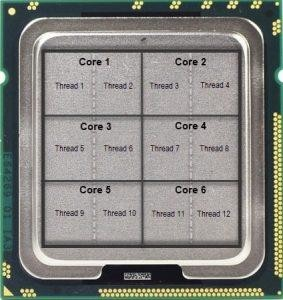 Core 1 Core 2
Thread 1 Thread 2 Thread 3 Thread 4
Core 3 Core 4
Thread 5 Thread 6 Thread 7 Thread 8
Core 5 Core 6
Thread 9 Thread 10 Thread 11 Thread 12